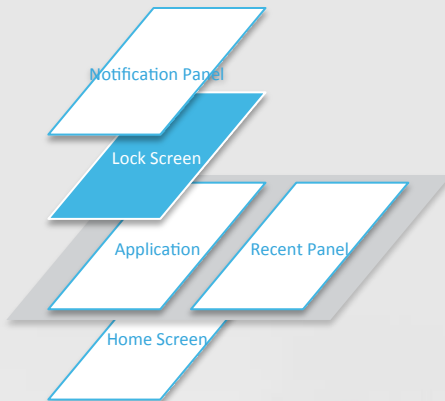 Notification Panel
Lock Screen
Application
Recent Panel
Home Screen